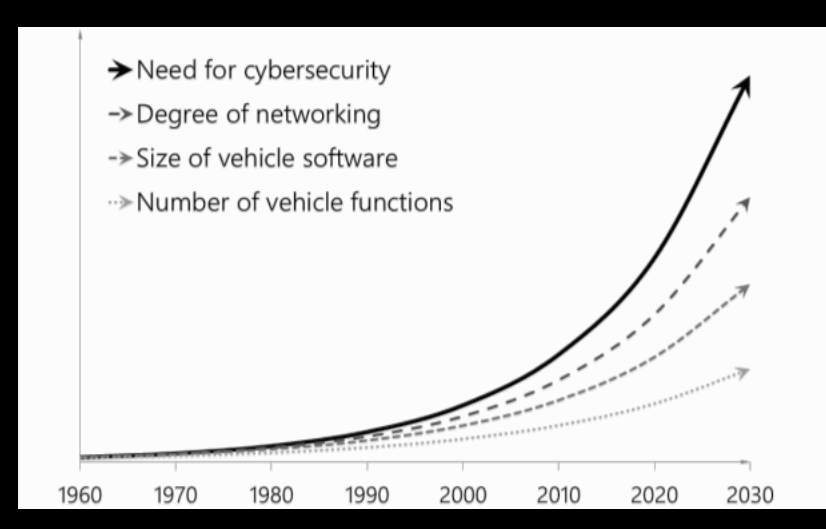 Need for cybersecurity
Degree of networking
Size of vehicle software
Number of vehicle functions
1960 1970 1980 1990 2000 2010 2020 2030